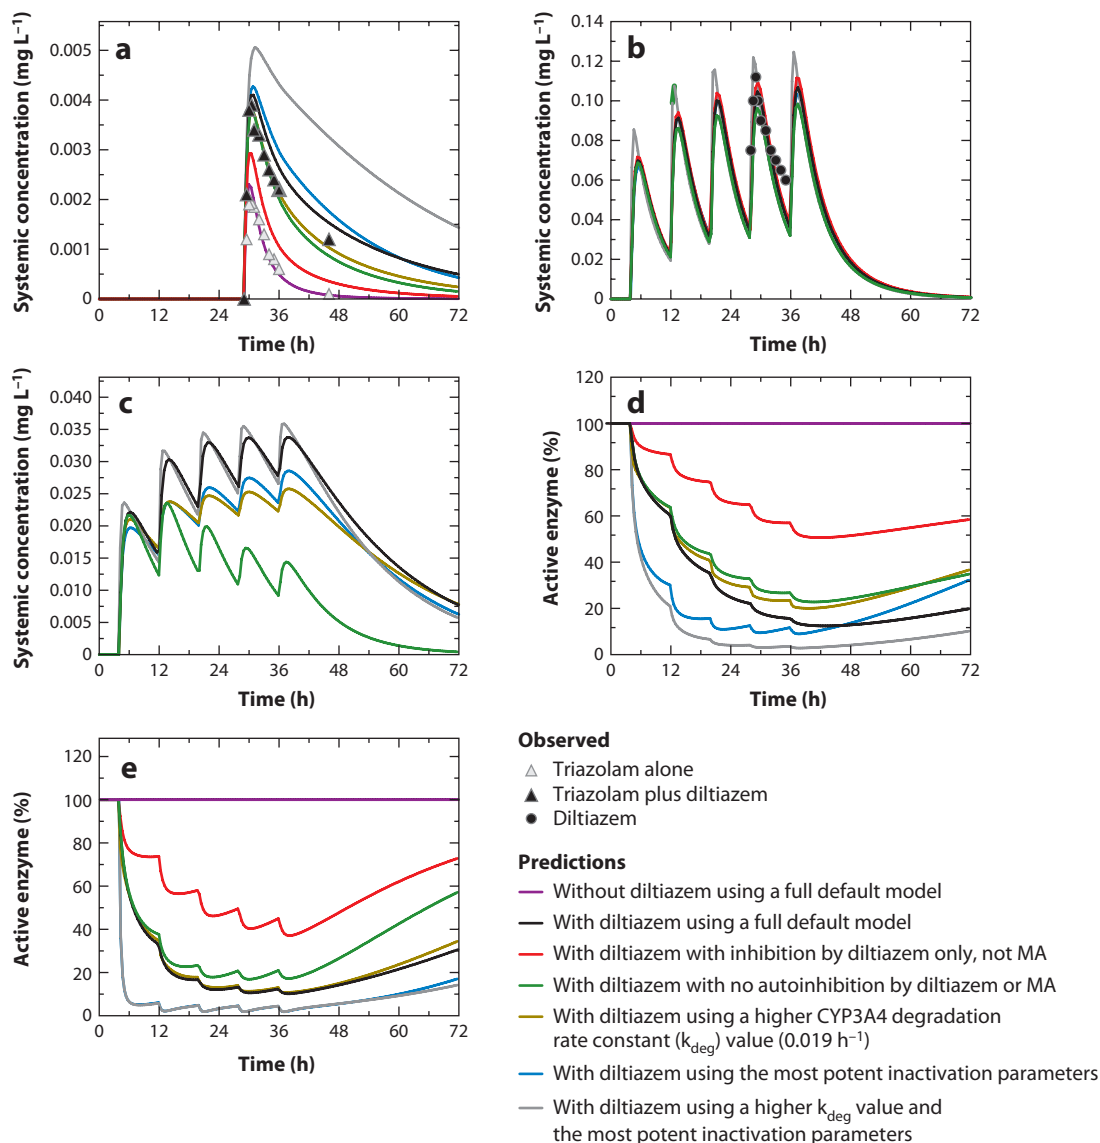 a
Systemic concentration (mg L⁻¹)
0.005
0.004
0.003
0.002
0.001
0
0 12 24 36 48 60 72
Time (h)
b
Systemic concentration (mg L⁻¹)
0.14
0.12
0.10
0.08
0.06
0.04
0.02
0
0 12 24 36 48 60 72
Time (h)
c
Systemic concentration (mg L⁻¹)
0.040
0.035
0.030
0.025
0.020
0.015
0.010
0.005
0
0 12 24 36 48 60 72
Time (h)
d
Active enzyme (%)
100
80
60
40
20
0
0 12 24 36 48 60 72
Time (h)
e
Active enzyme (%)
120
100
80
60
40
20
0
0 12 24 36 48 60 72
Time (h)
Observed
Triazolam alone
Triazolam plus diltiazem
Diltiazem
Predictions
Without diltiazem using a full default model
With diltiazem using a full default model
With diltiazem with inhibition by diltiazem only, not MA
With diltiazem with no autoinhibition by diltiazem or MA
With diltiazem using a higher CYP3A4 degradation
rate constant (k_deg) value (0.019 h⁻¹)
With diltiazem using the most potent inactivation parameters
With diltiazem using a higher k_deg value and
the most potent inactivation parameters